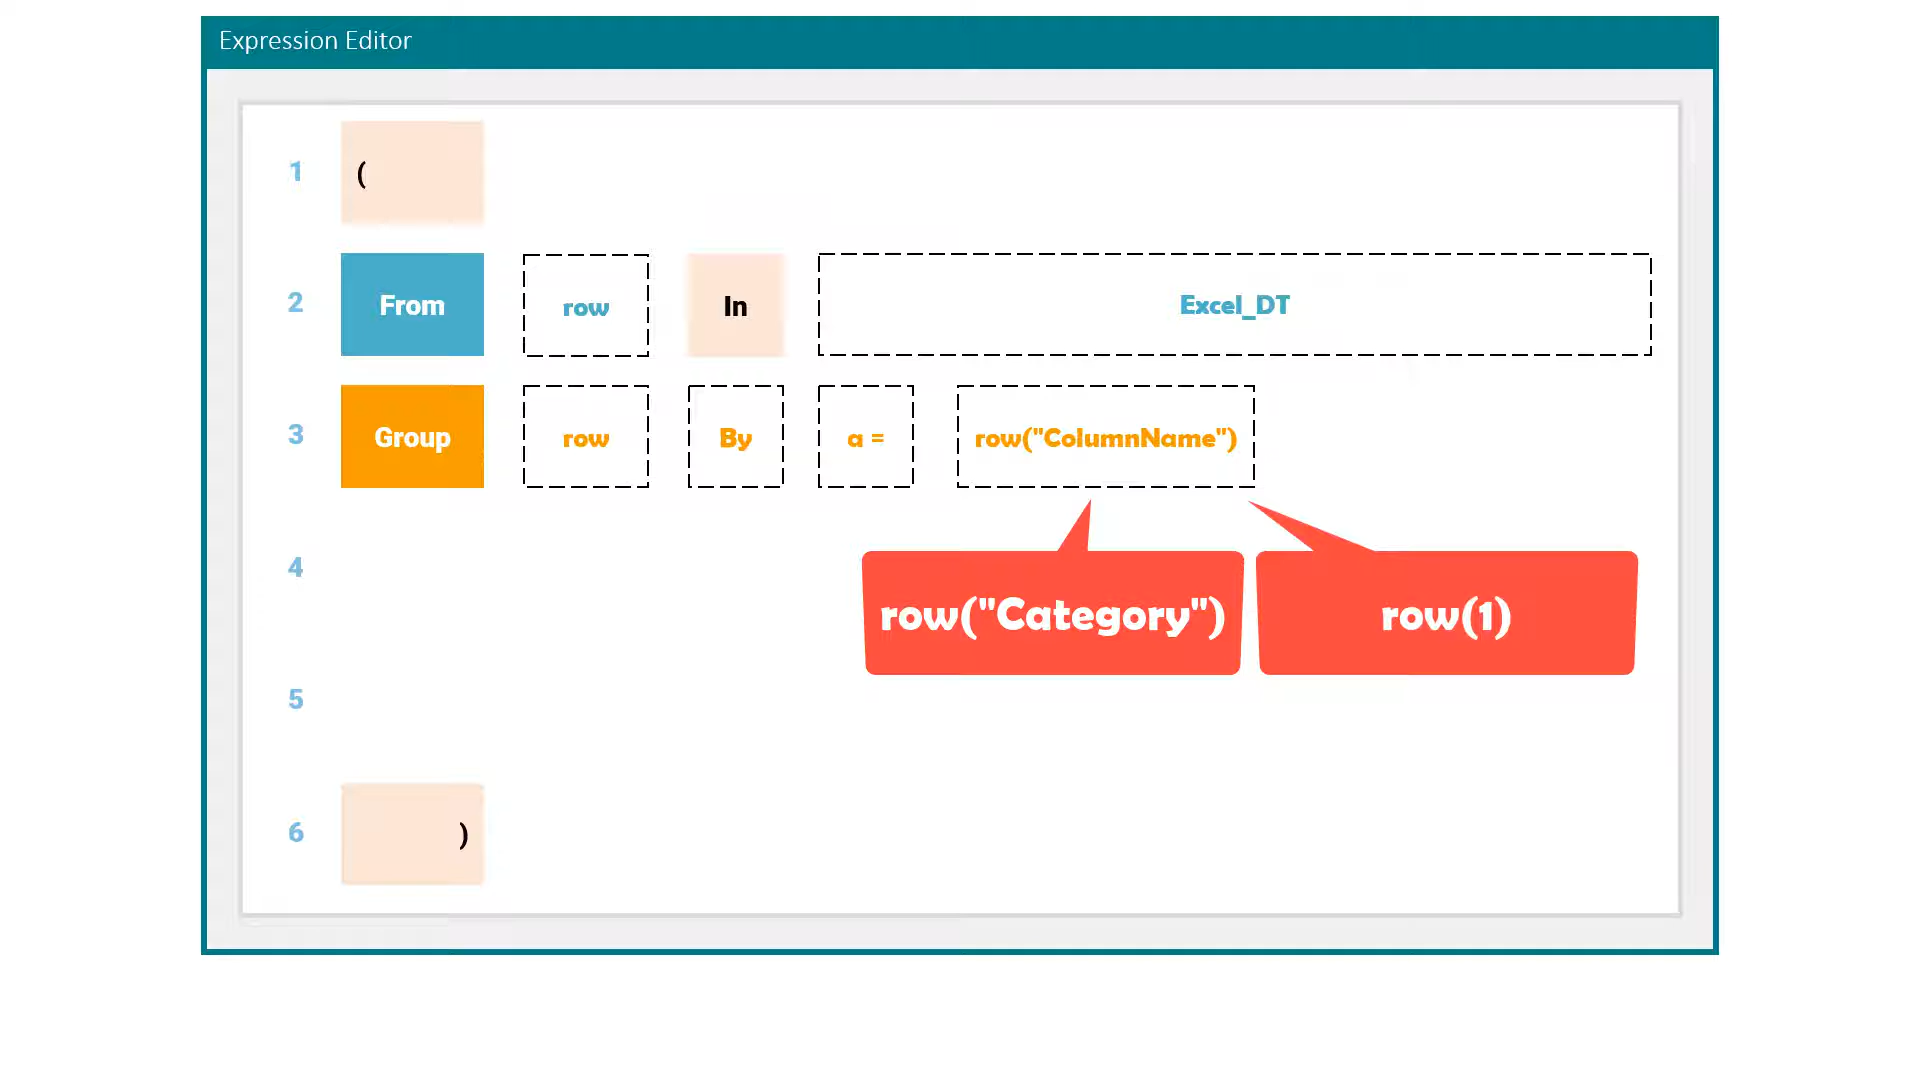 Expression Editor
1 (
2 From row In Excel_DT
3 Group row By a = row("ColumnName")
4
row("Category") row(1)
5
6 )